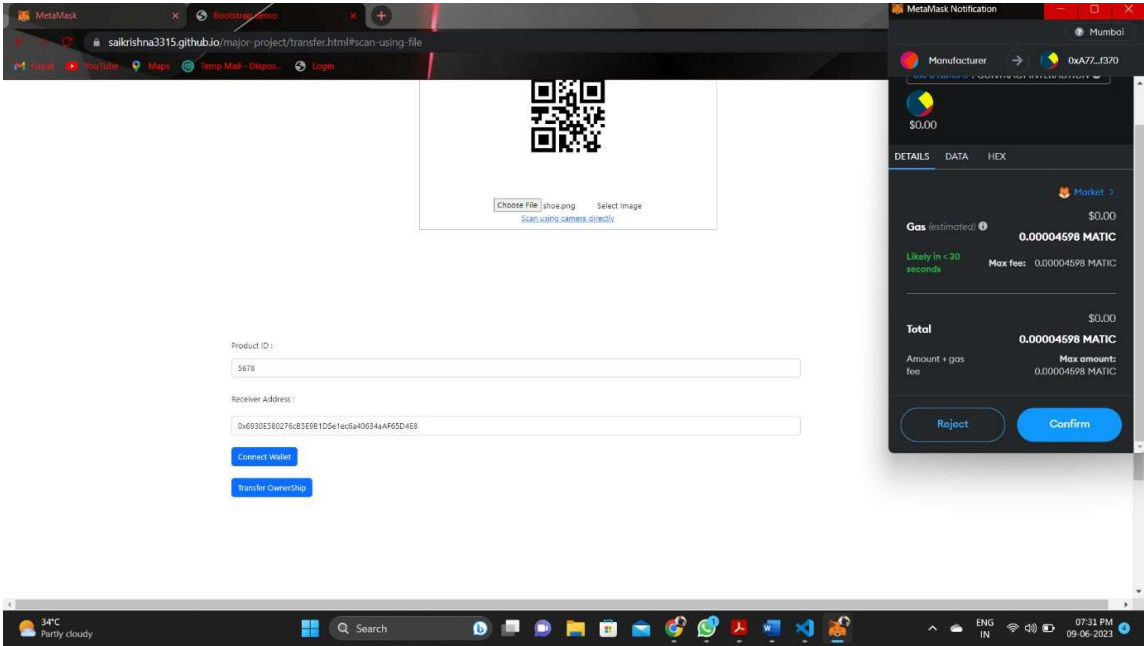 MetaMask
Bootstrap demo
saikrishna3315.github.io/major-project/transfer.html#scan-using-file
Gmail YouTube Maps Temp Mail - Dispos... Login
Choose File shoe.png Select Image
Scan using camera directly
Product ID :
5678
Receiver Address :
0x6930E580276cB5E9B1D5e1ec6a40634aAF65D4E8
Connect Wallet
Transfer OwnerShip
MetaMask Notification
Mumbai
Manufacturer
0xA77...f370
$0.00
DETAILS DATA HEX
Market >
$0.00
Gas (estimated)
0.00004598 MATIC
Likely in < 30
seconds
Max fee: 0.00004598 MATIC
$0.00
Total
0.00004598 MATIC
Amount + gas
fee
Max amount:
0.00004598 MATIC
Reject
Confirm
34°C
Partly cloudy
Search
ENG
IN
07:31 PM
09-06-2023
4